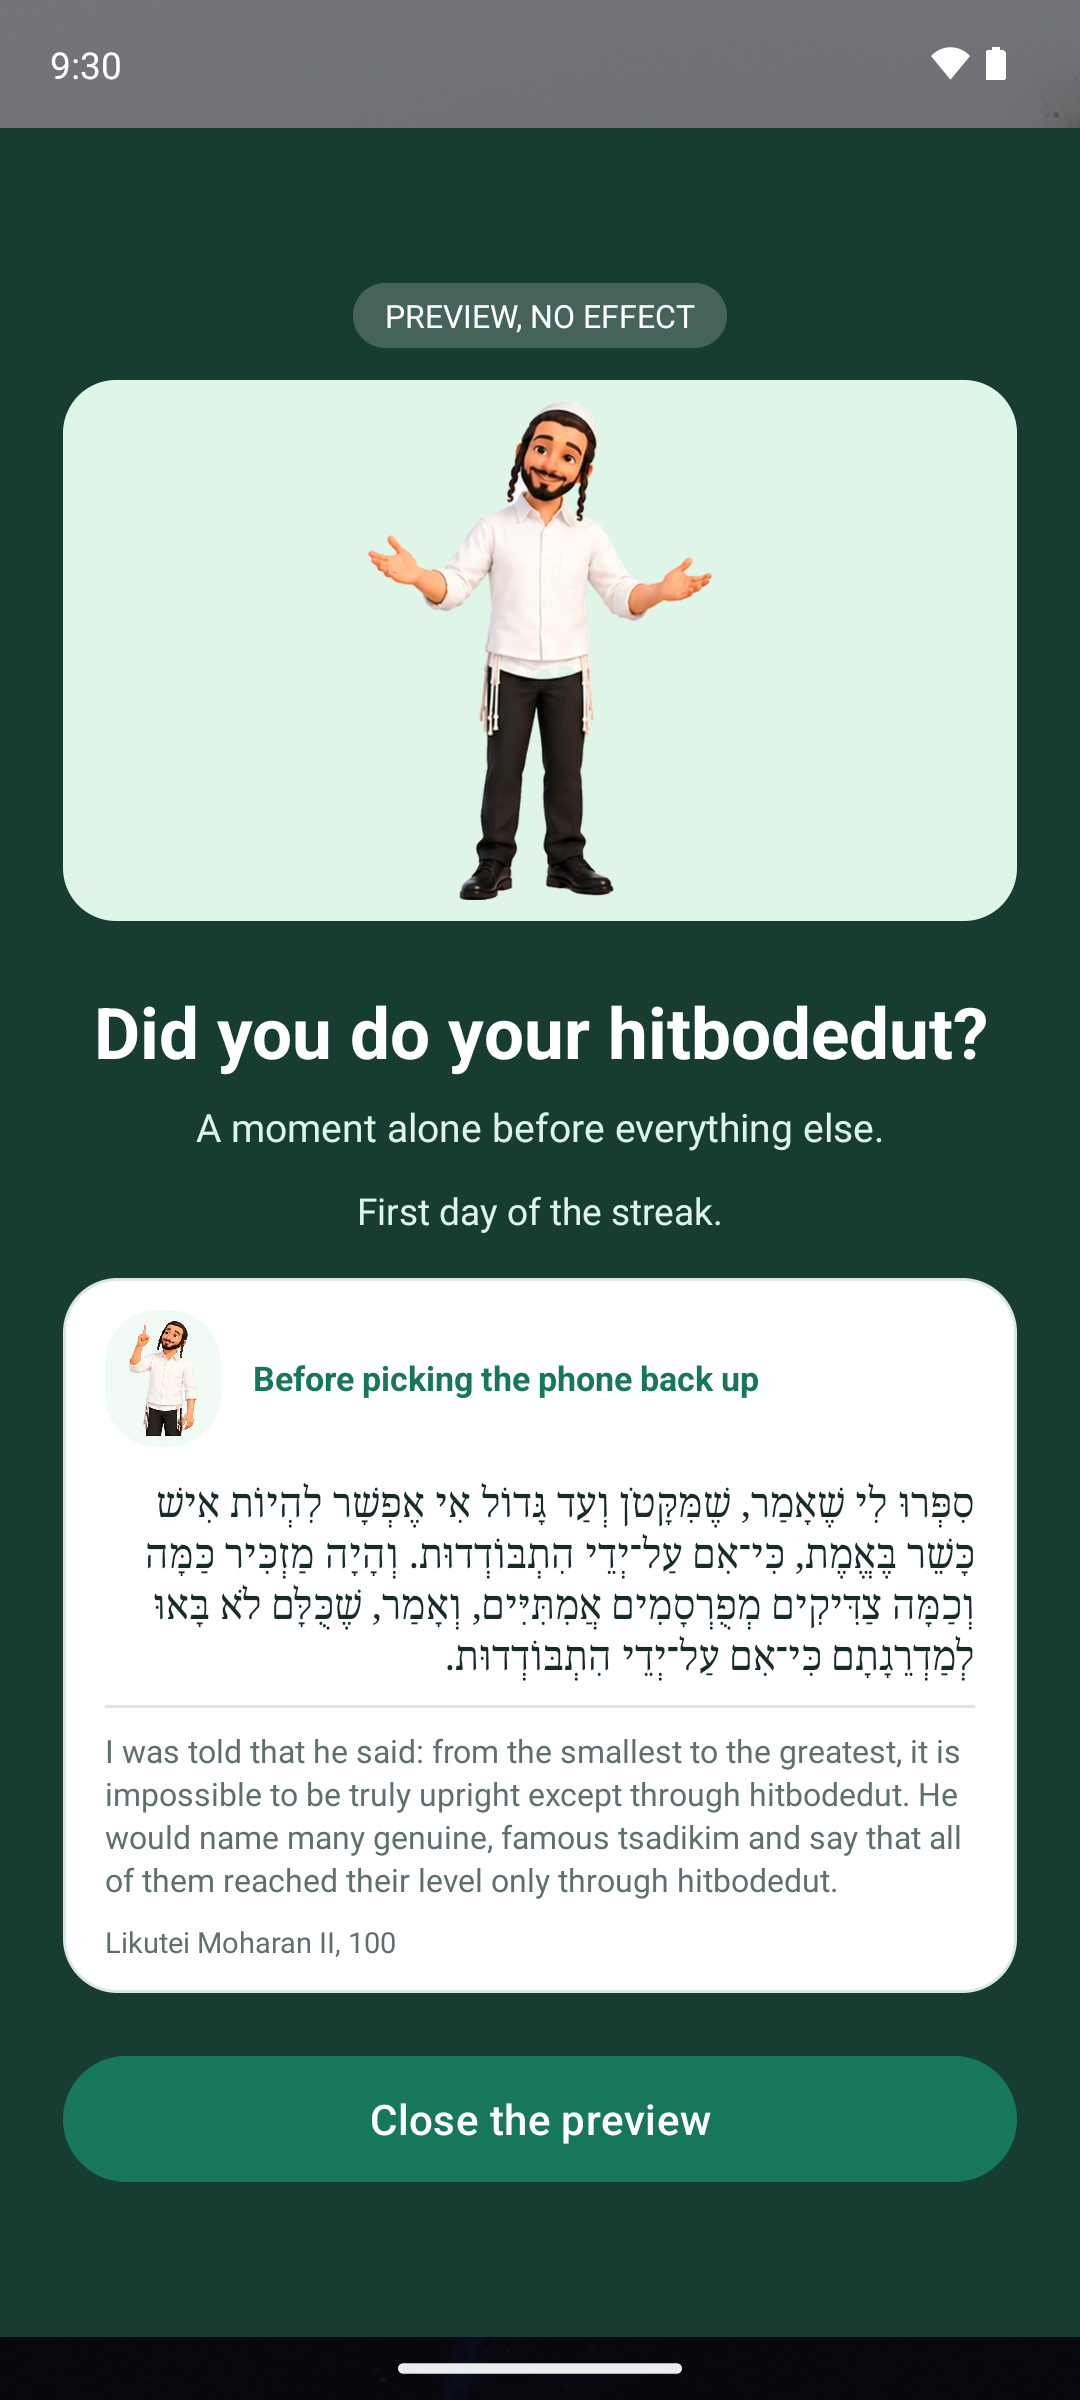 9:30
PREVIEW, NO EFFECT
Did you do your hitbodedut?
A moment alone before everything else.
First day of the streak.
Before picking the phone back up
סִפְּרוּ לִי שֶׁאָמַר, שֶׁמִּקָּטֹן וְעַד גָּדוֹל אִי אֶפְשָׁר לִהְיוֹת אִישׁ
כָּשֵׁר בֶּאֱמֶת, כִּי־אִם עַל־יְדֵי הִתְבּוֹדְדוּת. וְהָיָה מַזְכִּיר כַּמָּה
וְכַמָּה צַדִּיקִים מְפֻרְסָמִים אֲמִתִּיִּים, וְאָמַר, שֶׁכֻּלָּם לֹא בָּאוּ
לְמַדְרֵגָתָם כִּי־אִם עַל־יְדֵי הִתְבּוֹדְדוּת.
I was told that he said: from the smallest to the greatest, it is
impossible to be truly upright except through hitbodedut. He
would name many genuine, famous tsadikim and say that all
of them reached their level only through hitbodedut.
Likutei Moharan II, 100
Close the preview